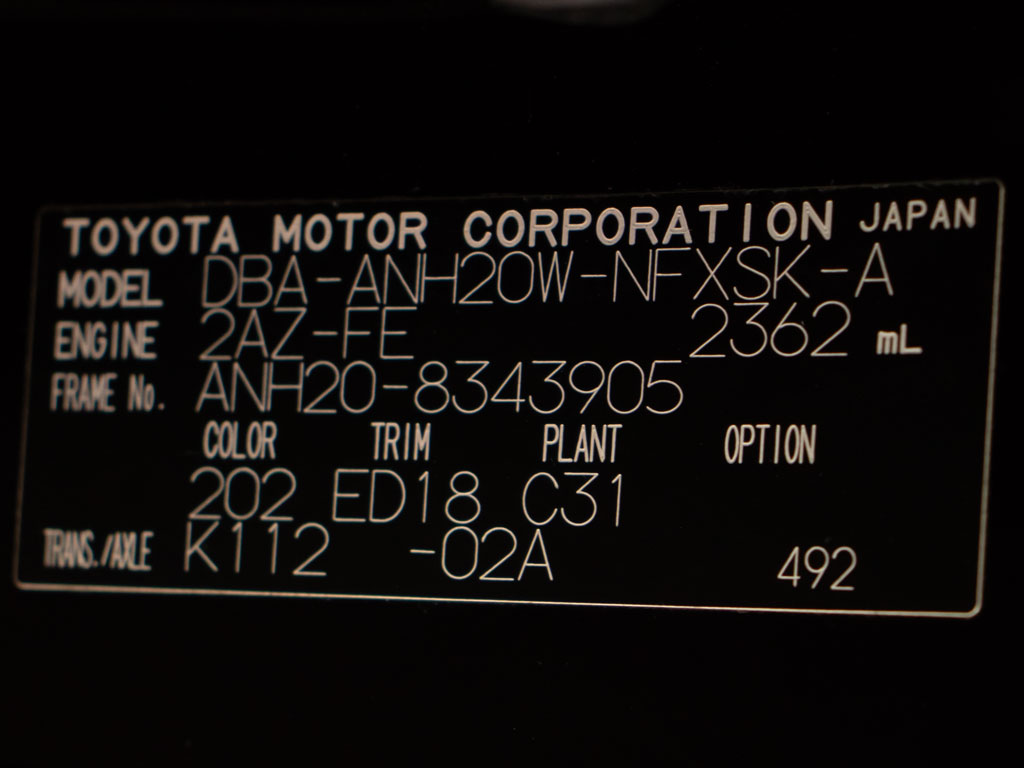 TOYOTA MOTOR CORPORATION JAPAN
MODEL DBA-ANH20W-NFXSK-A
ENGINE 2AZ-FE 2362 mL
FRAME No. ANH20-8343905
COLOR TRIM PLANT OPTION
202 ED18 C31
TRANS./AXLE K112 -02A 492